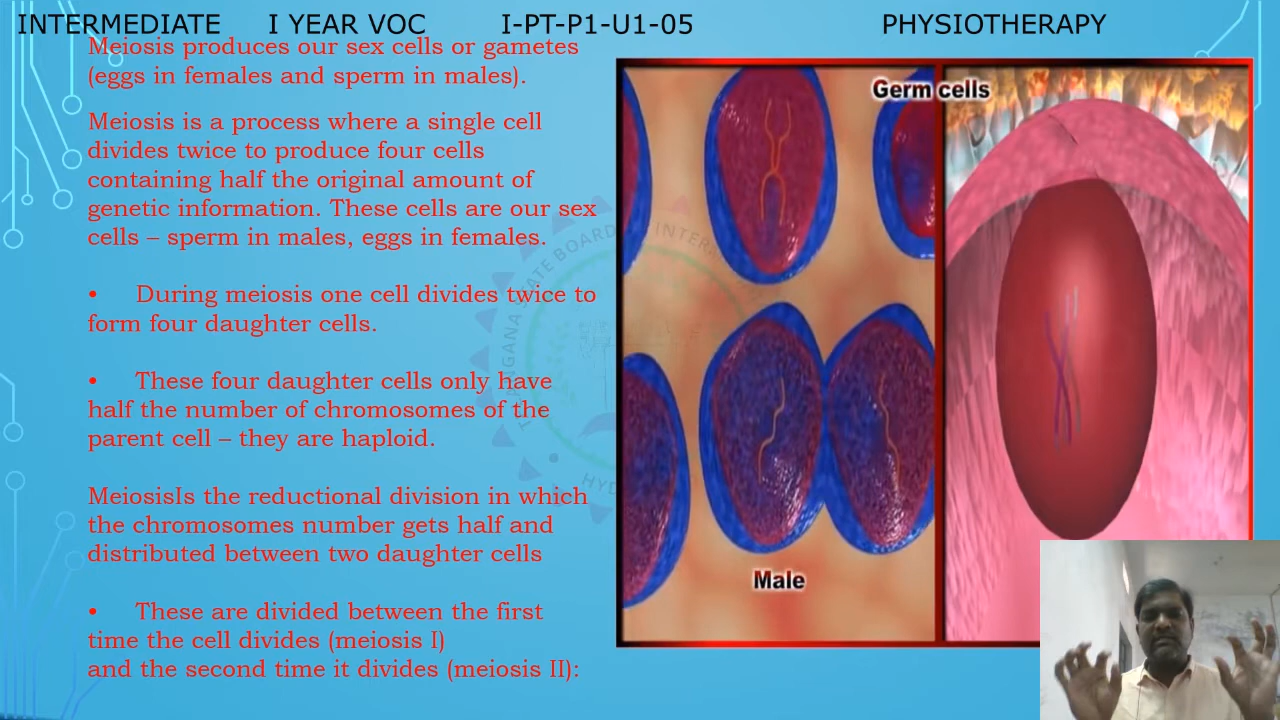 INTERMEDIATE I YEAR VOC I-PT-P1-U1-05 PHYSIOTHERAPY
Meiosis produces our sex cells or gametes
(eggs in females and sperm in males).
Meiosis is a process where a single cell
divides twice to produce four cells
containing half the original amount of
genetic information. These cells are our sex
cells – sperm in males, eggs in females.
• During meiosis one cell divides twice to
form four daughter cells.
• These four daughter cells only have
half the number of chromosomes of the
parent cell – they are haploid.
MeiosisIs the reductional division in which
the chromosomes number gets half and
distributed between two daughter cells
• These are divided between the first
time the cell divides (meiosis I)
and the second time it divides (meiosis II):
Germ cells
Male